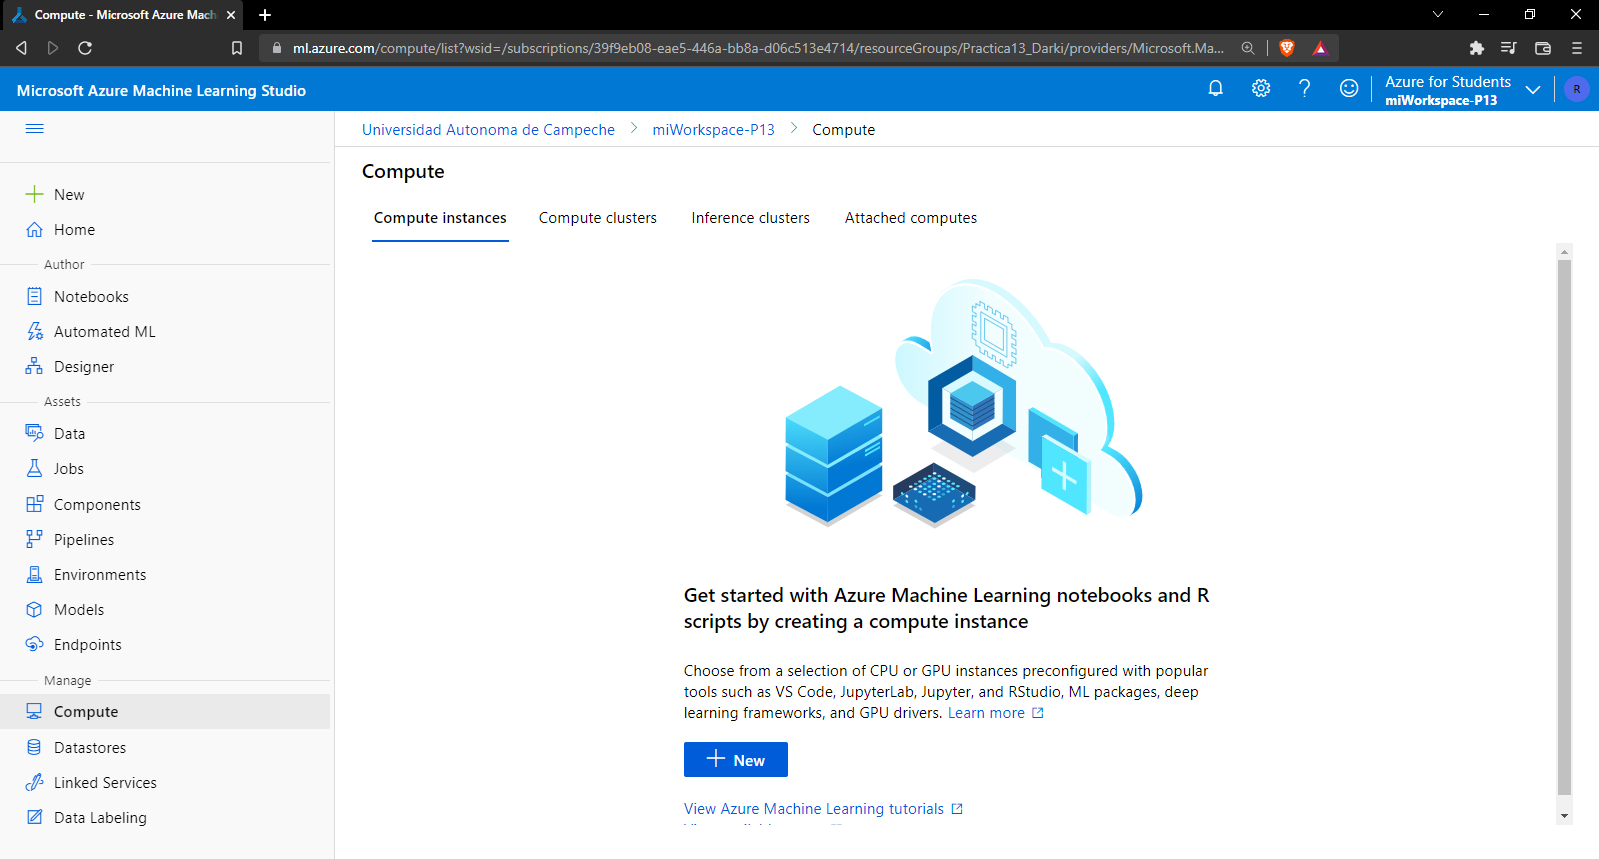 Compute - Microsoft Azure Mach
ml.azure.com/compute/list?wsid=/subscriptions/39f9eb08-eae5-446a-bb8a-d06c513e4714/resourceGroups/Practica13_Darki/providers/Microsoft.Ma...
Microsoft Azure Machine Learning Studio
Azure for Students
miWorkspace-P13
R
Universidad Autonoma de Campeche > miWorkspace-P13 > Compute
New
Home
Author
Notebooks
Automated ML
Designer
Assets
Data
Jobs
Components
Pipelines
Environments
Models
Endpoints
Manage
Compute
Datastores
Linked Services
Data Labeling
Compute
Compute instances Compute clusters Inference clusters Attached computes
Get started with Azure Machine Learning notebooks and R
scripts by creating a compute instance
Choose from a selection of CPU or GPU instances preconfigured with popular
tools such as VS Code, JupyterLab, Jupyter, and RStudio, ML packages, deep
learning frameworks, and GPU drivers. Learn more
New
View Azure Machine Learning tutorials